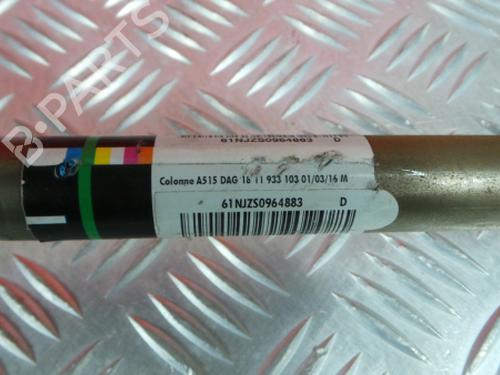 B-PARTS
61NJZS0964883 D
Colonne A515 DAG 16 11 933 103 01/03/16 M
61NJZS0964883 D